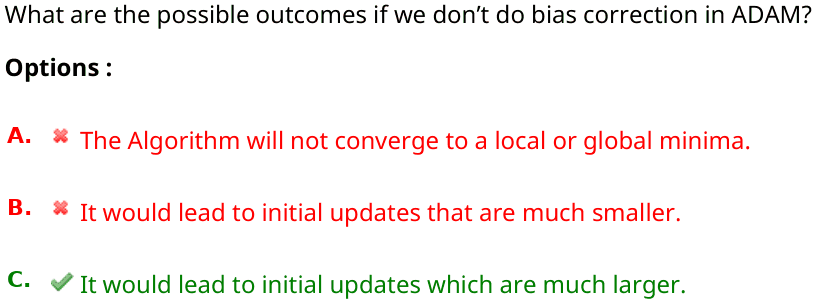 What are the possible outcomes if we don’t do bias correction in ADAM?
Options :
A. The Algorithm will not converge to a local or global minima.
B. It would lead to initial updates that are much smaller.
C. It would lead to initial updates which are much larger.